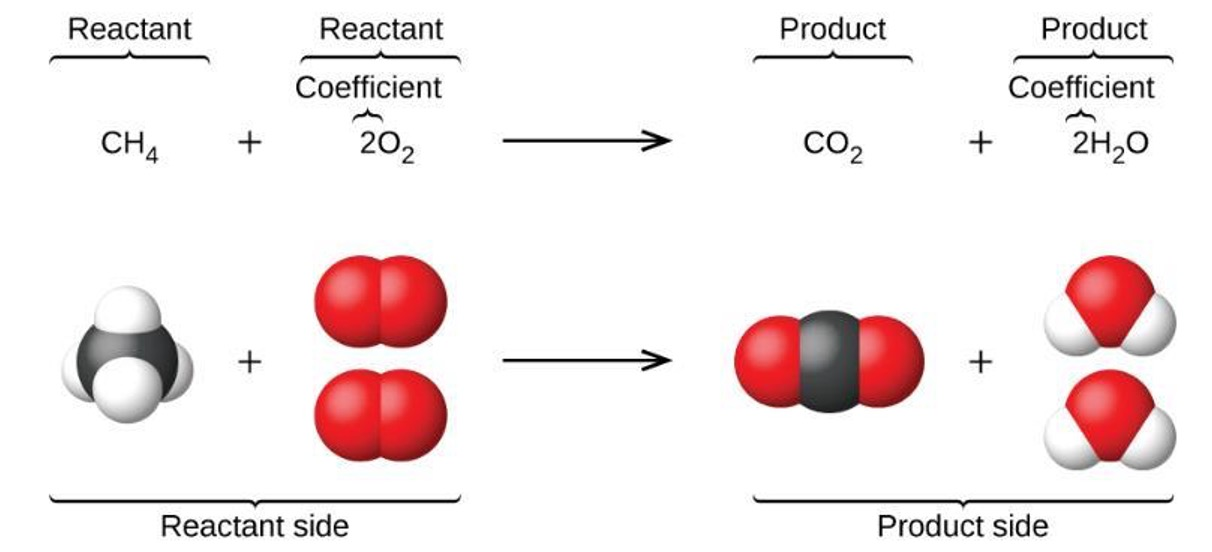 Reactant Reactant Product Product
Coefficient Coefficient
CH₄ + 2O₂ CO₂ + 2H₂O
+ +
Reactant side Product side